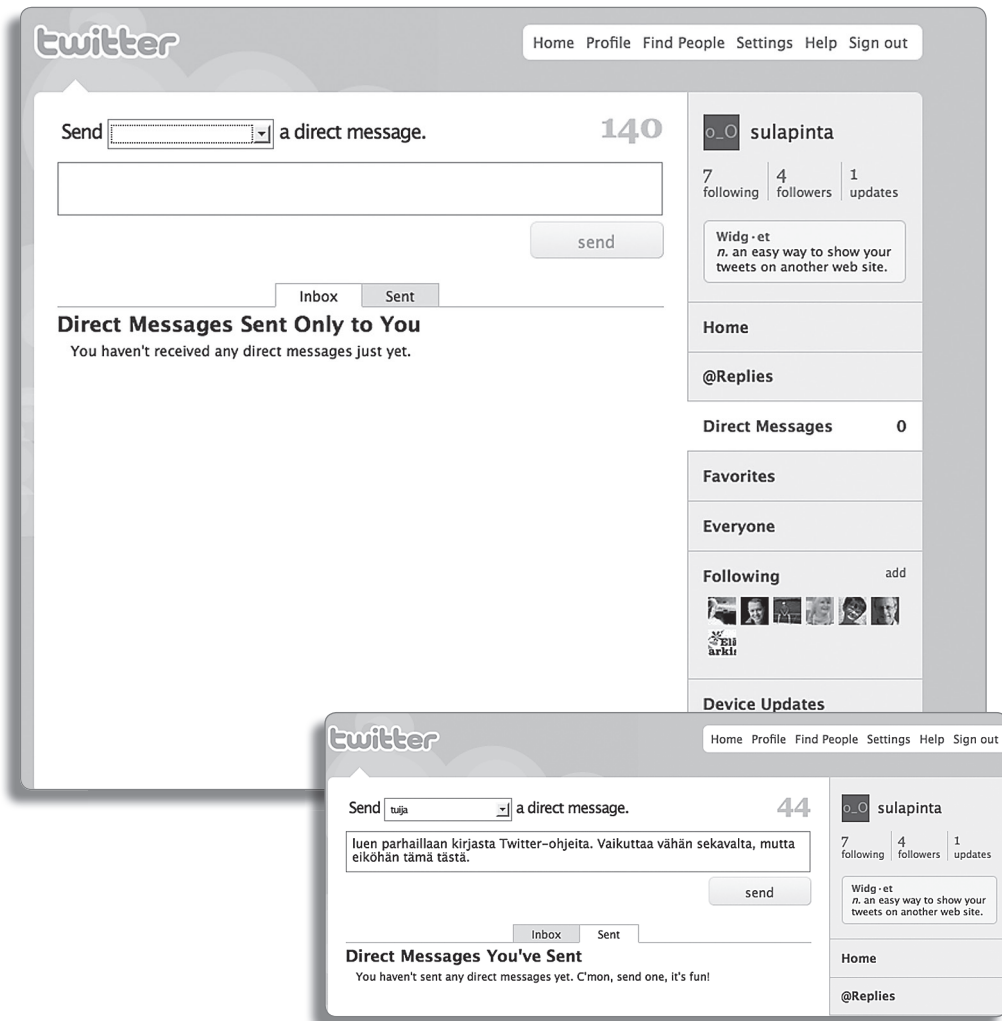 twitter
Home Profile Find People Settings Help Sign out
Send a direct message.
140
send
Inbox Sent
Direct Messages Sent Only to You
You haven't received any direct messages just yet.
o_O sulapinta
7 4 1
following followers updates
Widg·et
n. an easy way to show your
tweets on another web site.
Home
@Replies
Direct Messages 0
Favorites
Everyone
Following add
Elä
arki
Device Updates
twitter
Home Profile Find People Settings Help Sign out
Send tuija a direct message.
44
luen parhaillaan kirjasta Twitter-ohjeita. Vaikuttaa vähän sekavalta, mutta
eiköhän tämä tästä.
send
Inbox Sent
Direct Messages You've Sent
You haven't sent any direct messages yet. C'mon, send one, it's fun!
o_O sulapinta
7 4 1
following followers updates
Widg·et
n. an easy way to show your
tweets on another web site.
Home
@Replies